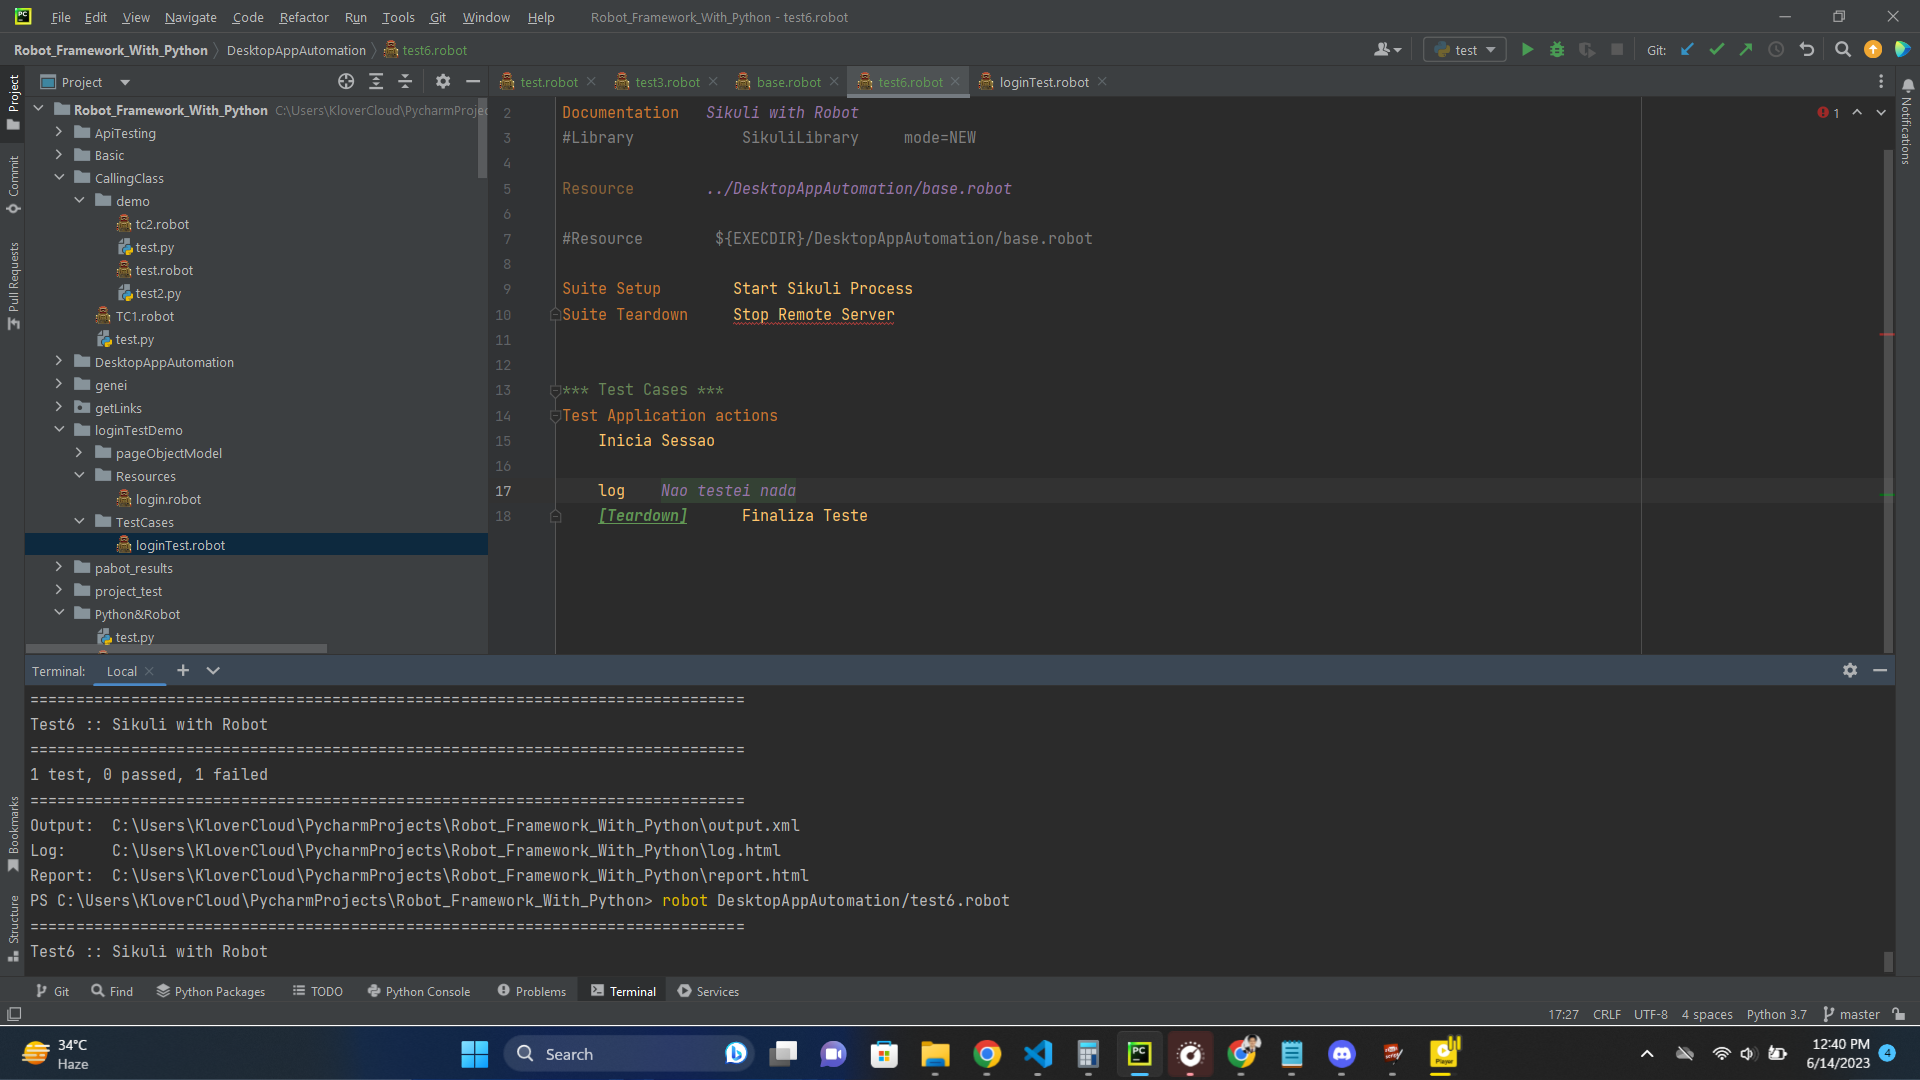 File Edit View Navigate Code Refactor Run Tools Git Window Help Robot_Framework_With_Python - test6.robot
Robot_Framework_With_Python DesktopAppAutomation test6.robot test Git:
Project
test.robot test3.robot base.robot test6.robot loginTest.robot
Robot_Framework_With_Python C:\Users\KloverCloud\PycharmProjec
ApiTesting
Basic
CallingClass
demo
tc2.robot
test.py
test.robot
test2.py
TC1.robot
test.py
DesktopAppAutomation
genei
getLinks
loginTestDemo
pageObjectModel
Resources
login.robot
TestCases
loginTest.robot
pabot_results
project_test
Python&Robot
test.py
Project
Commit
Pull Requests
Bookmarks
Structure
Notifications
1
2 Documentation Sikuli with Robot
3 #Library SikuliLibrary mode=NEW
4
5 Resource ../DesktopAppAutomation/base.robot
6
7 #Resource ${EXECDIR}/DesktopAppAutomation/base.robot
8
9 Suite Setup Start Sikuli Process
10 Suite Teardown Stop Remote Server
11
12
13 *** Test Cases ***
14 Test Application actions
15 Inicia Sessao
16
17 log Nao testei nada
18 [Teardown] Finaliza Teste
Terminal: Local
==============================================================================
Test6 :: Sikuli with Robot
==============================================================================
1 test, 0 passed, 1 failed
==============================================================================
Output: C:\Users\KloverCloud\PycharmProjects\Robot_Framework_With_Python\output.xml
Log: C:\Users\KloverCloud\PycharmProjects\Robot_Framework_With_Python\log.html
Report: C:\Users\KloverCloud\PycharmProjects\Robot_Framework_With_Python\report.html
PS C:\Users\KloverCloud\PycharmProjects\Robot_Framework_With_Python> robot DesktopAppAutomation/test6.robot
==============================================================================
Test6 :: Sikuli with Robot
Git Find Python Packages TODO Python Console Problems Terminal Services
17:27 CRLF UTF-8 4 spaces Python 3.7 master
34°C
Haze
Search
12:40 PM
6/14/2023
4